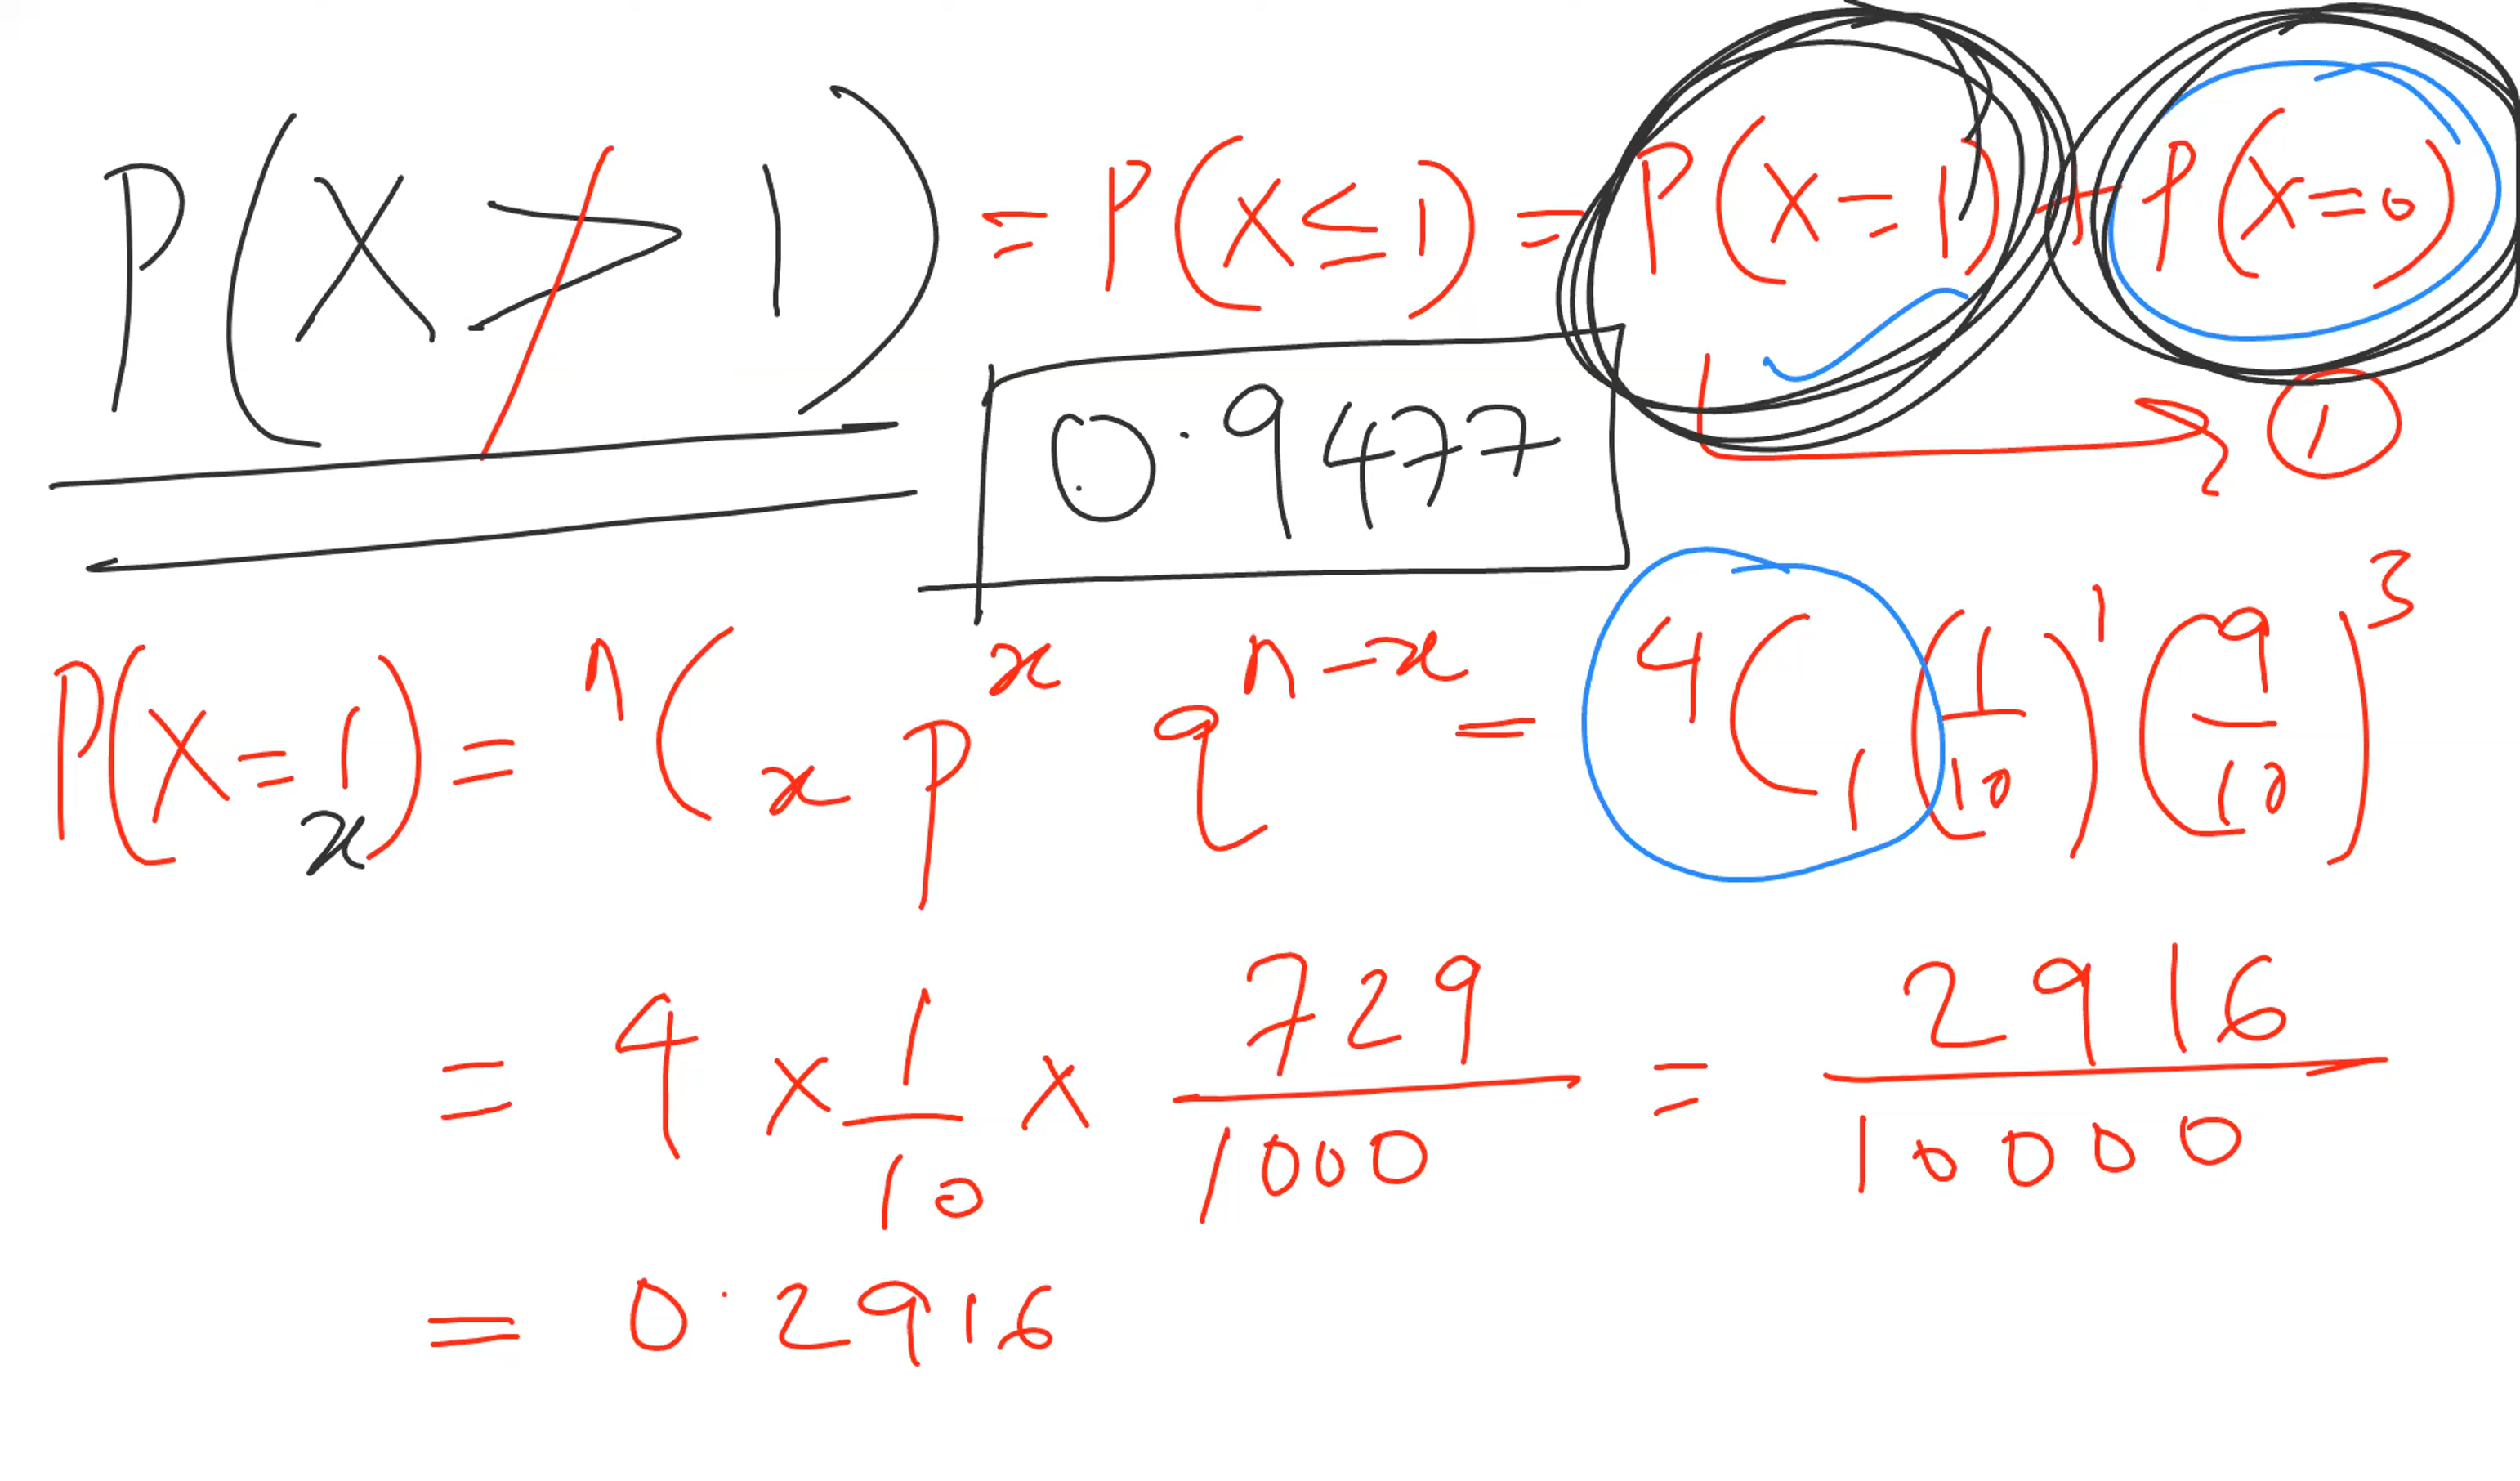 P(X ≯ 1) = P(X ≤ 1) = P(X = 1) + P(X = 0)
0.9477
1
P(X = 1) = ⁿCₓ pˣ qⁿ⁻ˣ = ⁴C₁ (1/10)¹ (9/10)³
x
= 4 × 1/10 × 729/1000 = 2916/10000
= 0.2916